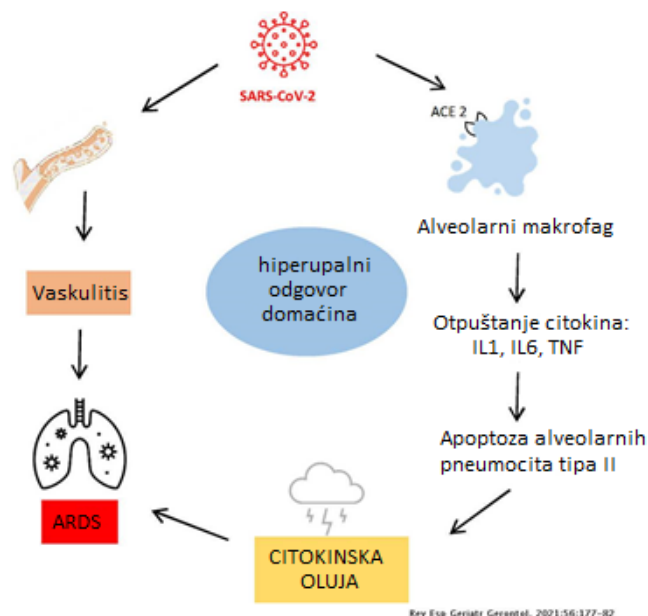 SARS-CoV-2
ACE 2
Alveolarni makrofag
hiperupalni
odgovor
domaćina
Vaskulitis
Otpuštanje citokina:
IL1, IL6, TNF
Apoptoza alveolarnih
pneumocita tipa II
ARDS
CITOKINSKA
OLUJA
Rev Esp Geriatr Gerontol. 2021;56:177-82